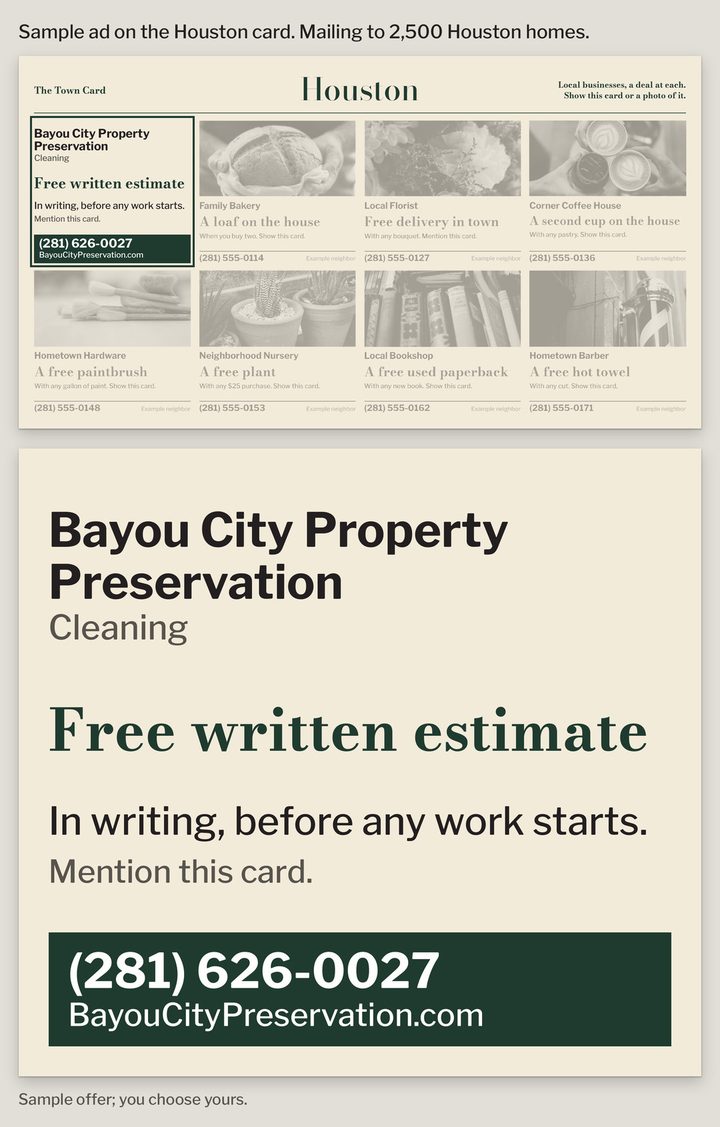 Sample ad on the Houston card. Mailing to 2,500 Houston homes.
The Town Card
Houston
Local businesses, a deal at each.
Show this card or a photo of it.
Bayou City Property
Preservation
Cleaning
Free written estimate
In writing, before any work starts.
Mention this card.
(281) 626-0027
BayouCityPreservation.com
Family Bakery
A loaf on the house
When you buy two. Show this card.
(281) 555-0114
Example neighbor
Local Florist
Free delivery in town
With any bouquet. Mention this card.
(281) 555-0127
Example neighbor
Corner Coffee House
A second cup on the house
With any pastry. Show this card.
(281) 555-0136
Example neighbor
Hometown Hardware
A free paintbrush
With any gallon of paint. Show this card.
(281) 555-0148
Example neighbor
Neighborhood Nursery
A free plant
With any $25 purchase. Show this card.
(281) 555-0153
Example neighbor
Local Bookshop
A free used paperback
With any new book. Show this card.
(281) 555-0162
Example neighbor
Hometown Barber
A free hot towel
With any cut. Show this card.
(281) 555-0171
Example neighbor
Bayou City Property
Preservation
Cleaning
Free written estimate
In writing, before any work starts.
Mention this card.
(281) 626-0027
BayouCityPreservation.com
Sample offer; you choose yours.